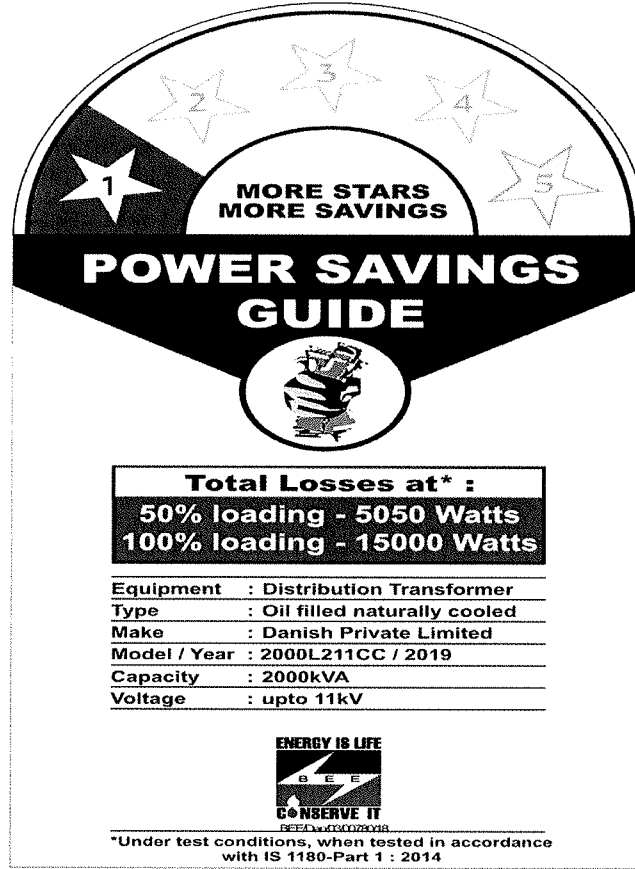 1 2 3 4 5
MORE STARS
MORE SAVINGS
POWER SAVINGS
GUIDE
Total Losses at* :
50% loading - 5050 Watts
100% loading - 15000 Watts
Equipment : Distribution Transformer
Type : Oil filled naturally cooled
Make : Danish Private Limited
Model / Year : 2000L211CC / 2019
Capacity : 2000kVA
Voltage : upto 11kV
ENERGY IS LIFE
BEE
CONSERVE IT
*Under test conditions, when tested in accordance
with IS 1180-Part 1 : 2014